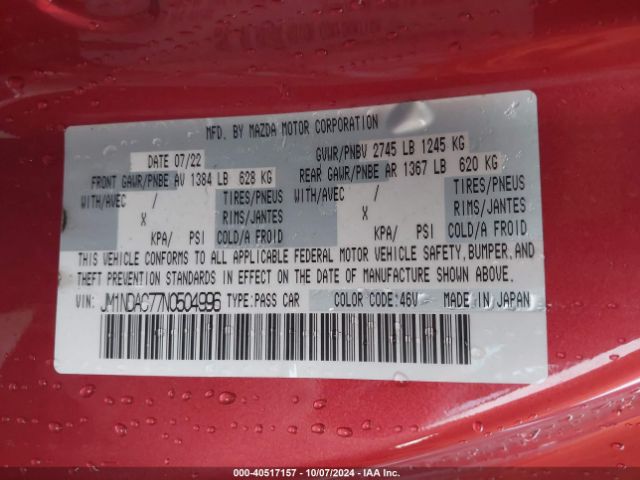 MFD. BY MAZDA MOTOR CORPORATION
DATE 07/22 GVWR/PNBV 2745 LB 1245 KG
FRONT GAWR/PNBE AV 1384 LB 628 KG REAR GAWR/PNBE AR 1367 LB 620 KG
WITH/AVEC / TIRES/PNEUS WITH/AVEC / TIRES/PNEUS
X RIMS/JANTES X RIMS/JANTES
KPA/ PSI COLD/A FROID KPA/ PSI COLD/A FROID
THIS VEHICLE CONFORMS TO ALL APPLICABLE FEDERAL MOTOR VEHICLE SAFETY, BUMPER, AND
THEFT PREVENTION STANDARDS IN EFFECT ON THE DATE OF MANUFACTURE SHOWN ABOVE.
VIN: JM1NDAC77N0504996 TYPE: PASS CAR COLOR CODE: 46V MADE IN JAPAN
000-40517157 - 10/07/2024 - IAA Inc.